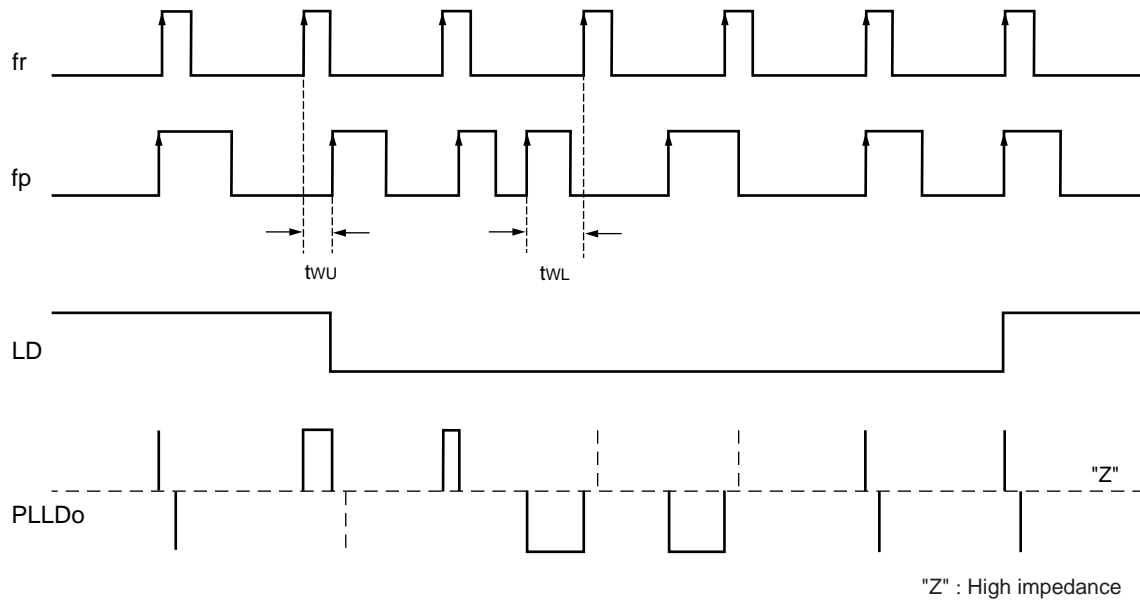 fr
fp
tWU
tWL
LD
"Z"
PLLDo
"Z" : High impedance